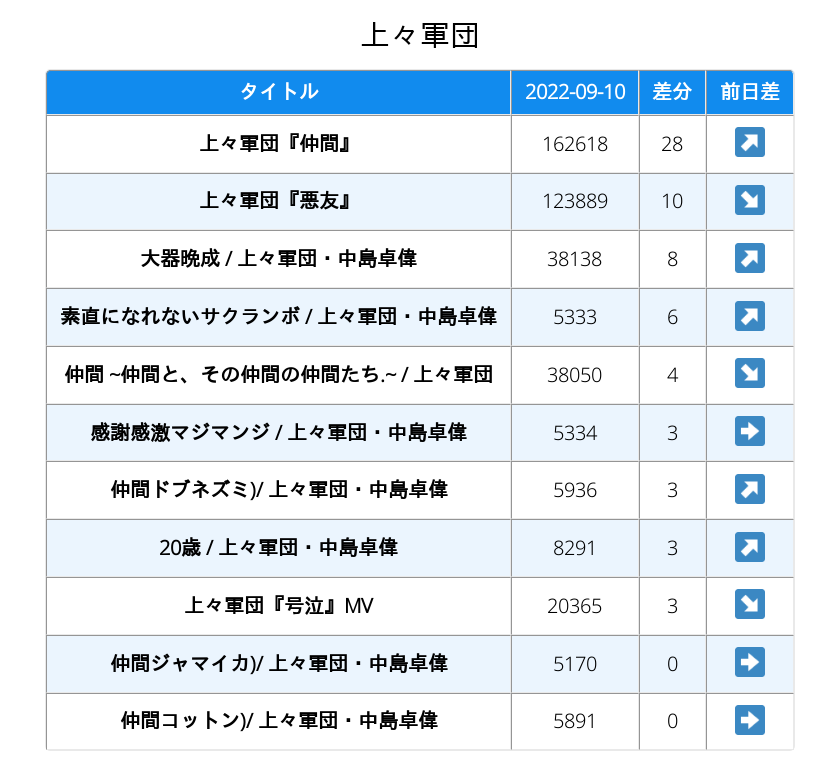 上々軍団
タイトル 2022-09-10 差分 前日差
上々軍団『仲間』 162618 28
上々軍団『悪友』 123889 10
大器晩成 / 上々軍団・中島卓偉 38138 8
素直になれないサクランボ / 上々軍団・中島卓偉 5333 6
仲間 ~仲間と、その仲間の仲間たち.~ / 上々軍団 38050 4
感謝感激マジマンジ / 上々軍団・中島卓偉 5334 3
仲間ドブネズミ)/ 上々軍団・中島卓偉 5936 3
20歳 / 上々軍団・中島卓偉 8291 3
上々軍団『号泣』MV 20365 3
仲間ジャマイカ)/ 上々軍団・中島卓偉 5170 0
仲間コットン)/ 上々軍団・中島卓偉 5891 0